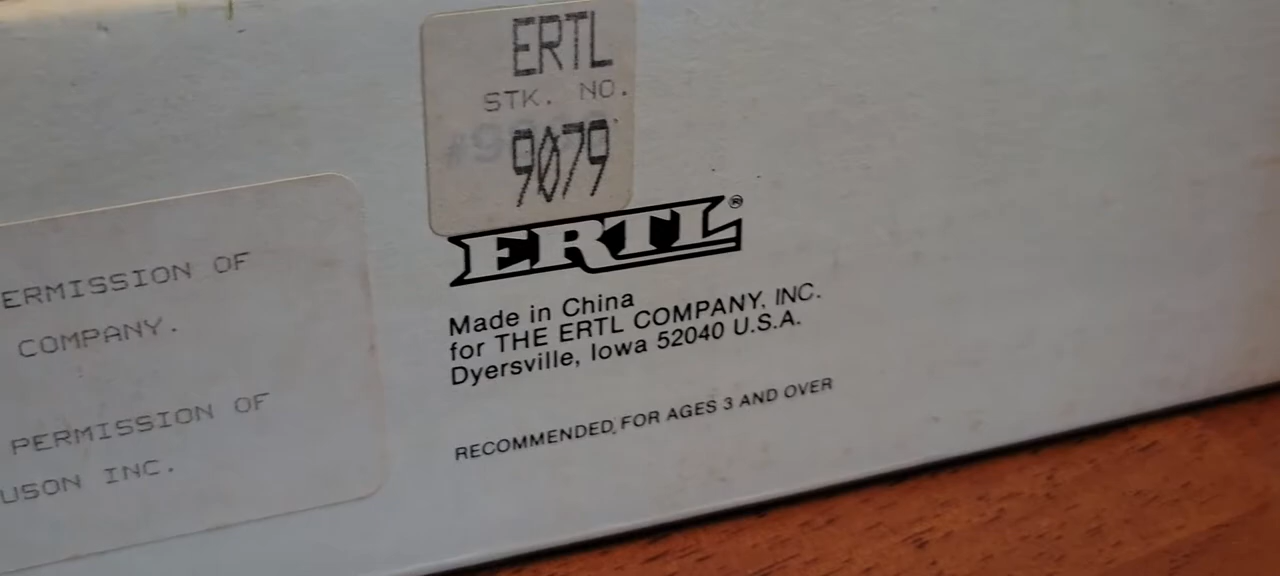 ERTL
STK. NO.
9079
ERTL®
Made in China
for THE ERTL COMPANY, INC.
Dyersville, Iowa 52040 U.S.A.
RECOMMENDED FOR AGES 3 AND OVER
ERMISSION OF
COMPANY.
PERMISSION OF
USON INC.